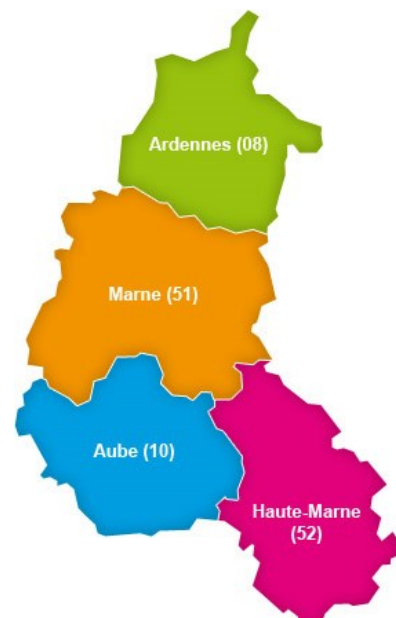 Ardennes (08)
Marne (51)
Aube (10)
Haute-Marne
(52)